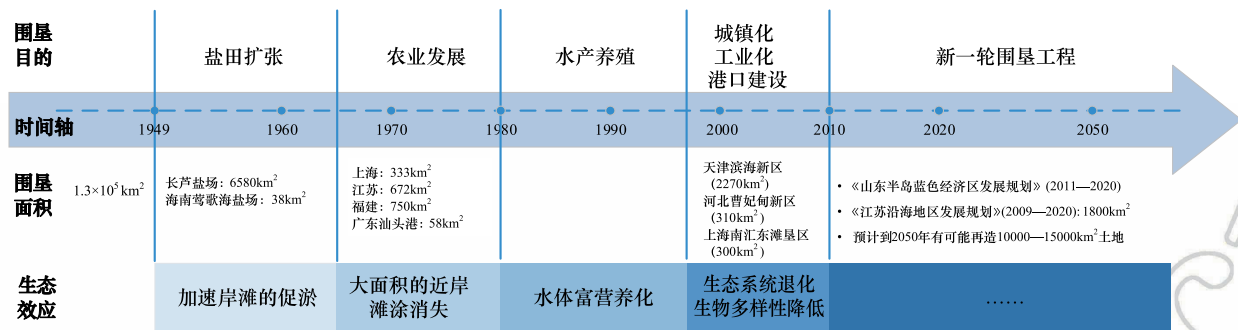 围垦
目的
盐田扩张
农业发展
水产养殖
城镇化
工业化
港口建设
新一轮围垦工程
时间轴
1949
1960
1970
1980
1990
2000
2010
2020
2050
围垦
面积
1.3×10⁵ km²
长芦盐场：6580km²
海南莺歌海盐场：38km²
上海：333km²
江苏：672km²
福建：750km²
广东汕头港：58km²
天津滨海新区
(2270km²)
河北曹妃甸新区
(310km²)
上海南汇东滩垦区
(300km²)
• 《山东半岛蓝色经济区发展规划》(2011—2020)
• 《江苏沿海地区发展规划》(2009—2020): 1800km²
• 预计到2050年有可能再造10000—15000km²土地
生态
效应
加速岸滩的促淤
大面积的近岸
滩涂消失
水体富营养化
生态系统退化
生物多样性降低
……